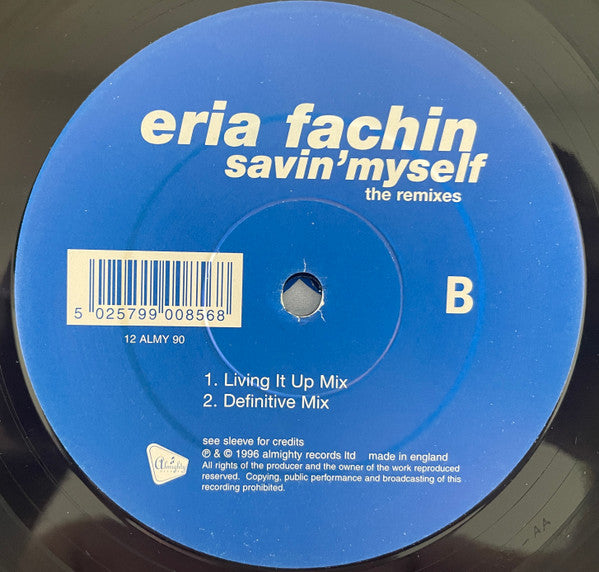 eria fachin
savin' myself
the remixes
B
5 025799 008568
12 ALMY 90
1. Living It Up Mix
2. Definitive Mix
see sleeve for credits
℗ & © 1996 almighty records ltd made in england
All rights of the producer and the owner of the work reproduced
reserved. Copying, public performance and broadcasting of this
recording prohibited.
almighty
AA